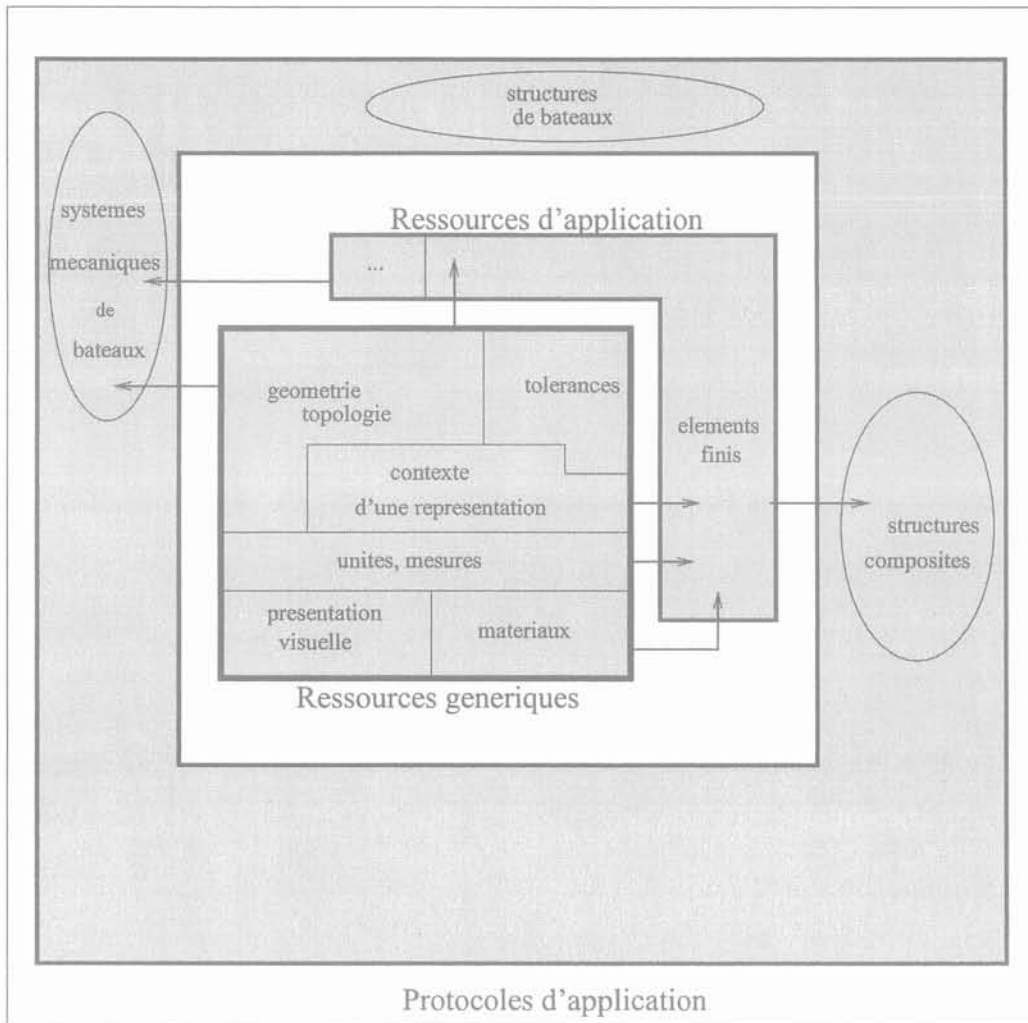 structures
de bateaux
systemes
mecaniques
de
bateaux
Ressources d'application
...
geometrie
topologie
tolerances
elements
finis
contexte
d'une representation
structures
composites
unites, mesures
presentation
visuelle
materiaux
Ressources generiques
Protocoles d'application